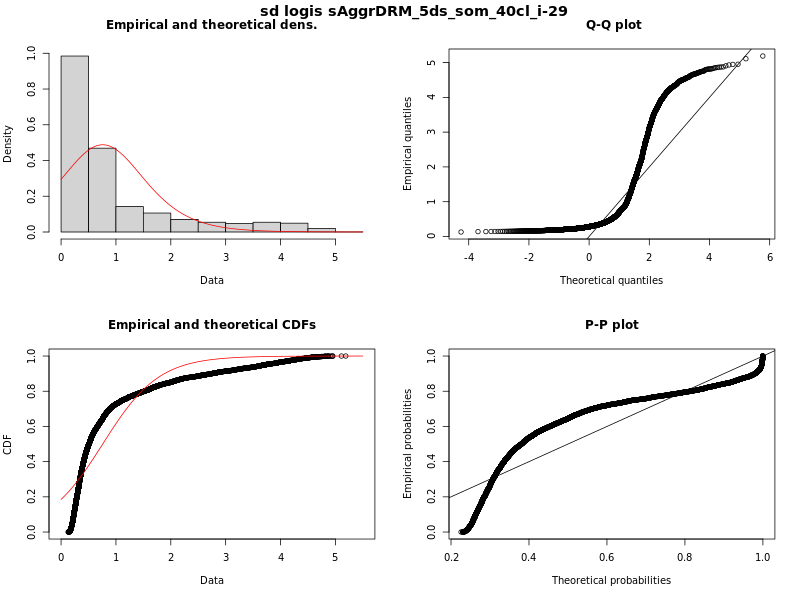 sd logis sAggrDRM_5ds_som_40cl_i-29
Empirical and theoretical dens.
Density
0.0 0.2 0.4 0.6 0.8 1.0
0 1 2 3 4 5
Data
Q-Q plot
Empirical quantiles
0 1 2 3 4 5
-4 -2 0 2 4 6
Theoretical quantiles
Empirical and theoretical CDFs
CDF
0.0 0.2 0.4 0.6 0.8 1.0
0 1 2 3 4 5
Data
P-P plot
Empirical probabilities
0.0 0.2 0.4 0.6 0.8 1.0
0.2 0.4 0.6 0.8 1.0
Theoretical probabilities